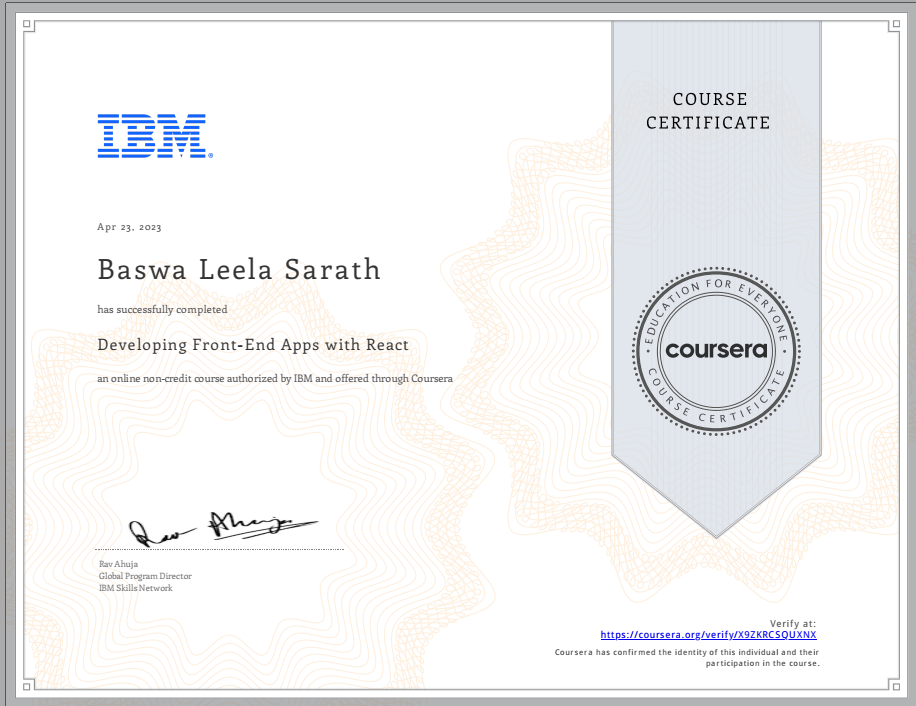 COURSE
CERTIFICATE
IBM®
Apr 23, 2023
Baswa Leela Sarath
has successfully completed
Developing Front-End Apps with React
an online non-credit course authorized by IBM and offered through Coursera
EDUCATION FOR EVERYONE
coursera
COURSE CERTIFICATE
Rav Ahuja
Rav Ahuja
Global Program Director
IBM Skills Network
Verify at:
https://coursera.org/verify/X9ZKRCSQUXNX
Coursera has confirmed the identity of this individual and their
participation in the course.